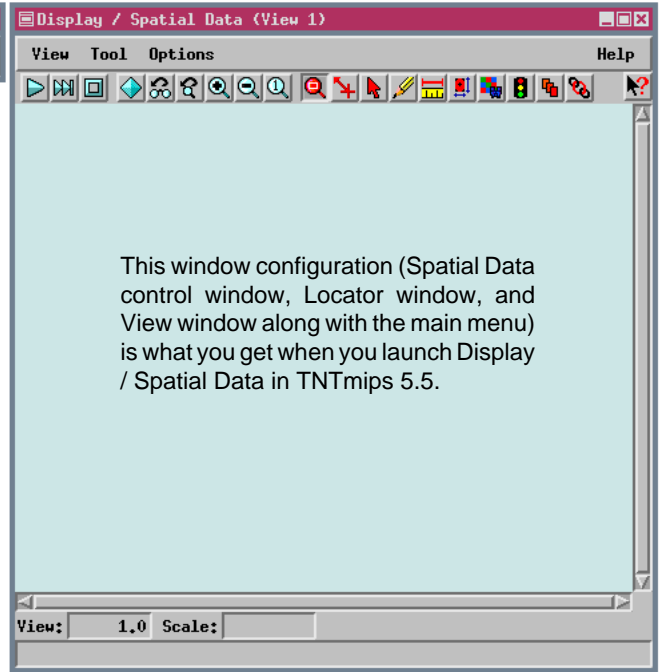 Display / Spatial Data (View 1)
View Tool Options Help
1
?
This window configuration (Spatial Data
control window, Locator window, and
View window along with the main menu)
is what you get when you launch Display
/ Spatial Data in TNTmips 5.5.
View: 1.0 Scale: